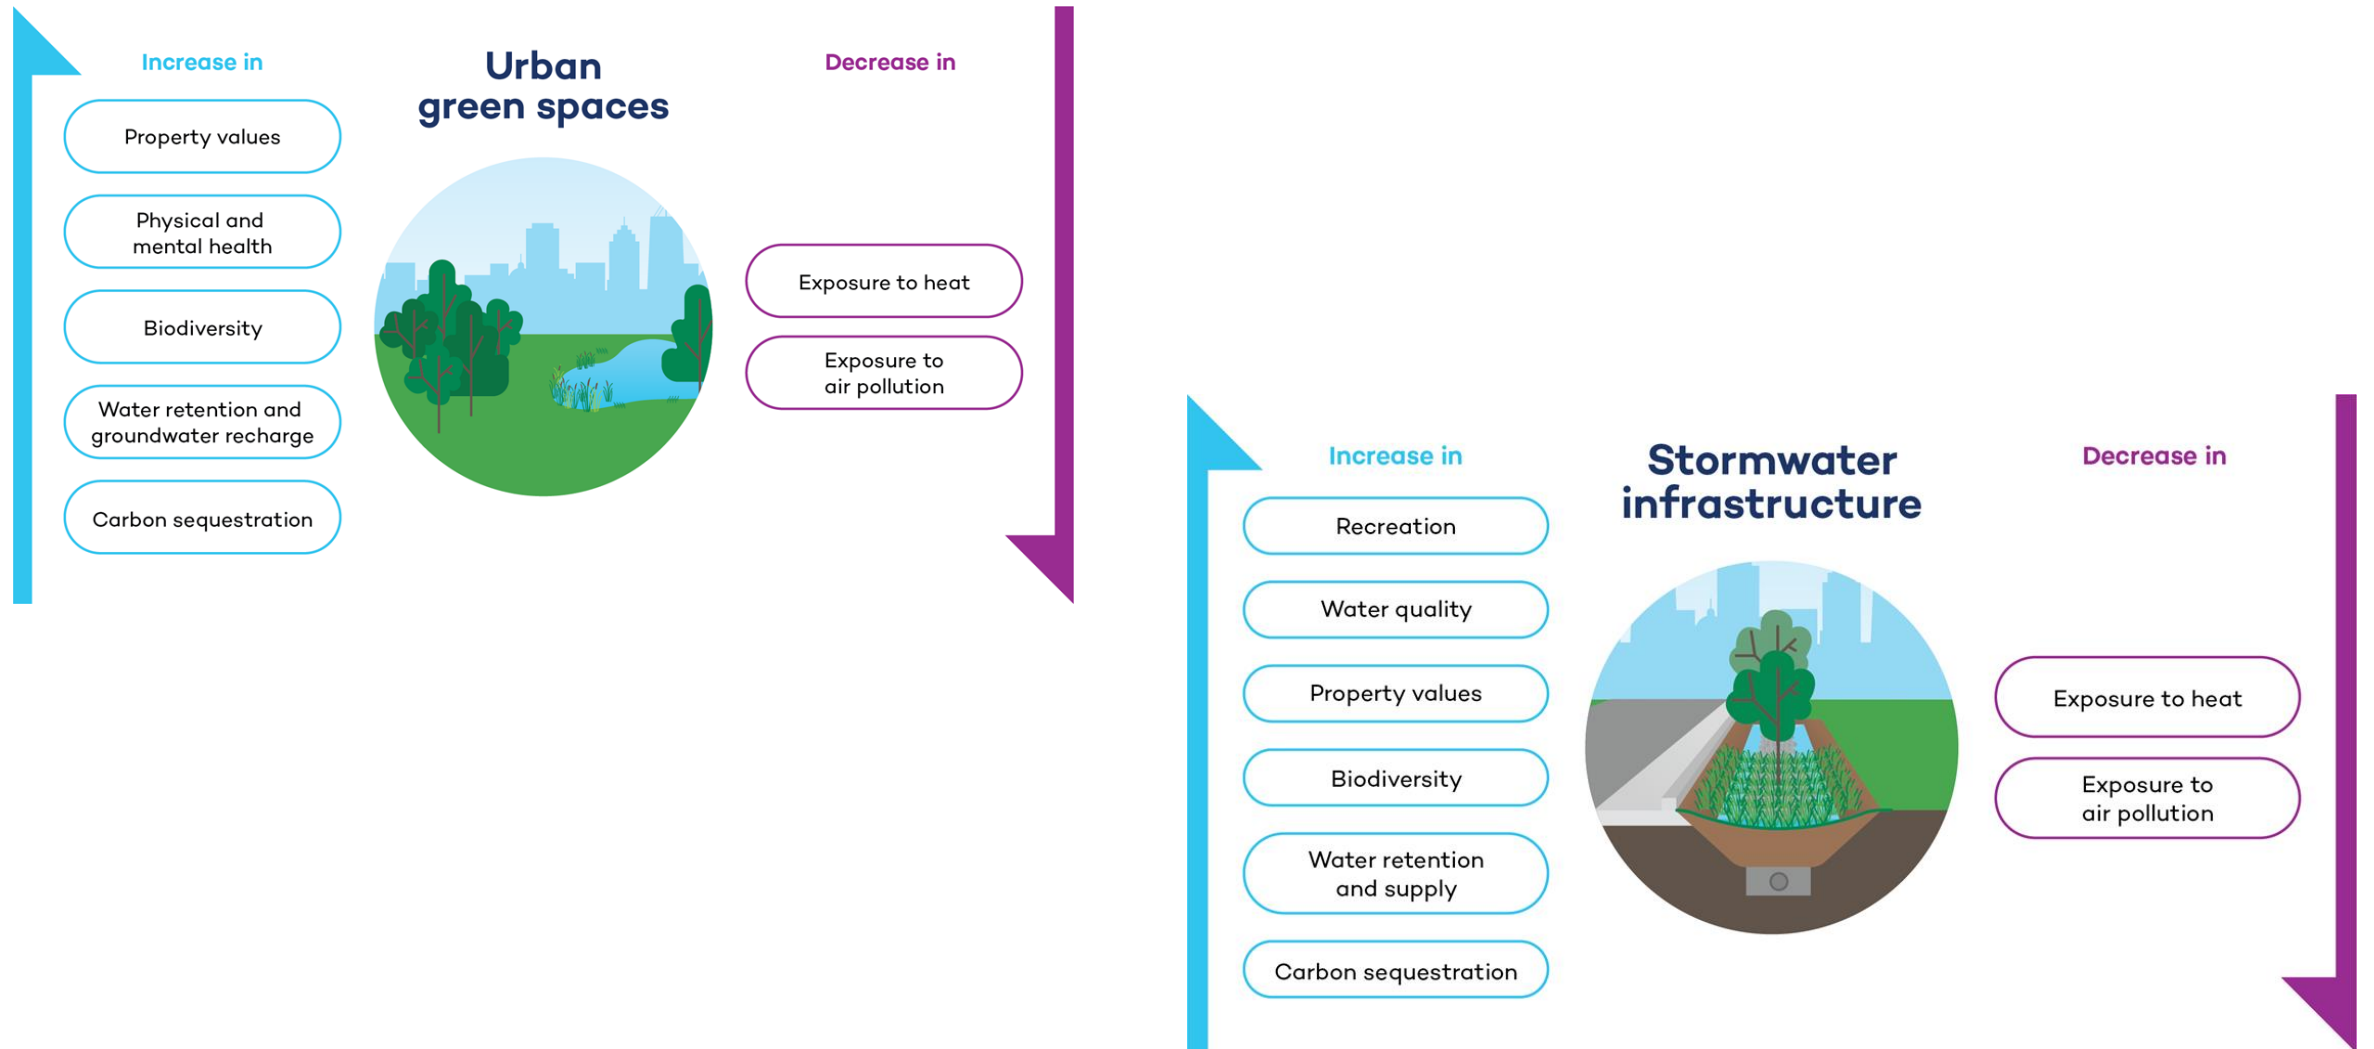 Urban
green spaces
Increase in
Property values
Physical and
mental health
Biodiversity
Water retention and
groundwater recharge
Carbon sequestration
Decrease in
Exposure to heat
Exposure to
air pollution
Stormwater
infrastructure
Increase in
Recreation
Water quality
Property values
Biodiversity
Water retention
and supply
Carbon sequestration
Decrease in
Exposure to heat
Exposure to
air pollution